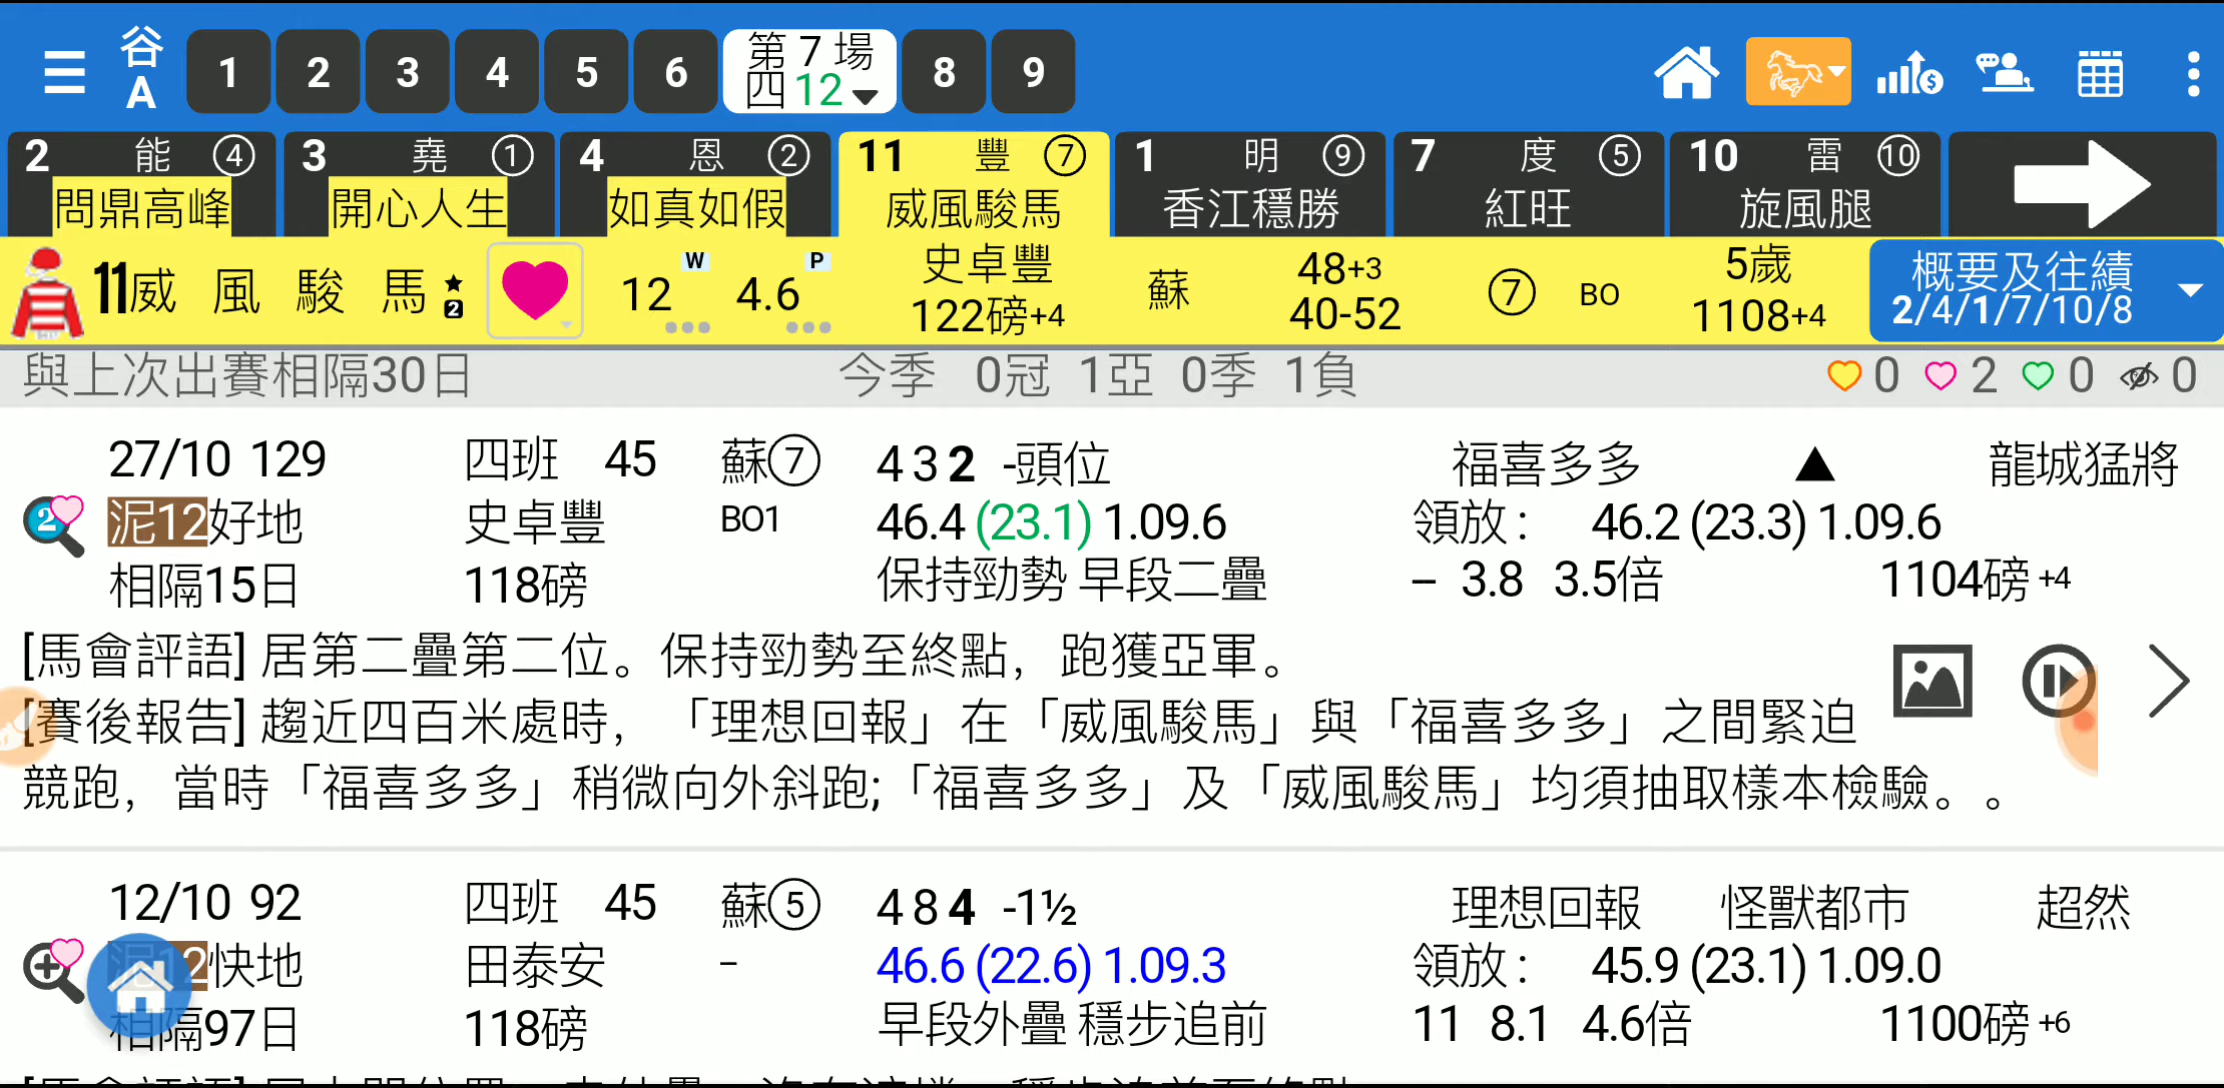 谷 A 1 2 3 4 5 6 第 7 場 四 12 8 9
2 能 ④ 3 堯 ① 4 恩 ② 11 豐 ⑦ 1 明 ⑨ 7 度 ⑤ 10 雷 ⑩
問鼎高峰 開心人生 如真如假 威風駿馬 香江穩勝 紅旺 旋風腿
11 威風駿馬 ★2 12 W 4.6 P 史卓豐 122磅+4 蘇 48+3 40-52 ⑦ BO 5歲 1108+4 概要及往績 2/4/1/7/10/8
與上次出賽相隔30日 今季 0冠 1亞 0季 1負 0 2 0 0
27/10 129 四班 45 蘇⑦ 4 3 2 -頭位 福喜多多 ▲ 龍城猛將
2 泥12好地 史卓豐 BO1 46.4 (23.1) 1.09.6 領放: 46.2 (23.3) 1.09.6
相隔15日 118磅 保持勁勢 早段二疊 – 3.8 3.5倍 1104磅 +4
[馬會評語] 居第二疊第二位。保持勁勢至終點，跑獲亞軍。
[賽後報告] 趨近四百米處時，「理想回報」在「威風駿馬」與「福喜多多」之間緊迫
競跑，當時「福喜多多」稍微向外斜跑;「福喜多多」及「威風駿馬」均須抽取樣本檢驗。。
12/10 92 四班 45 蘇⑤ 4 8 4 -1½ 理想回報 怪獸都市 超然
泥12快地 田泰安 – 46.6 (22.6) 1.09.3 領放: 45.9 (23.1) 1.09.0
相隔97日 118磅 早段外疊 穩步追前 11 8.1 4.6倍 1100磅 +6